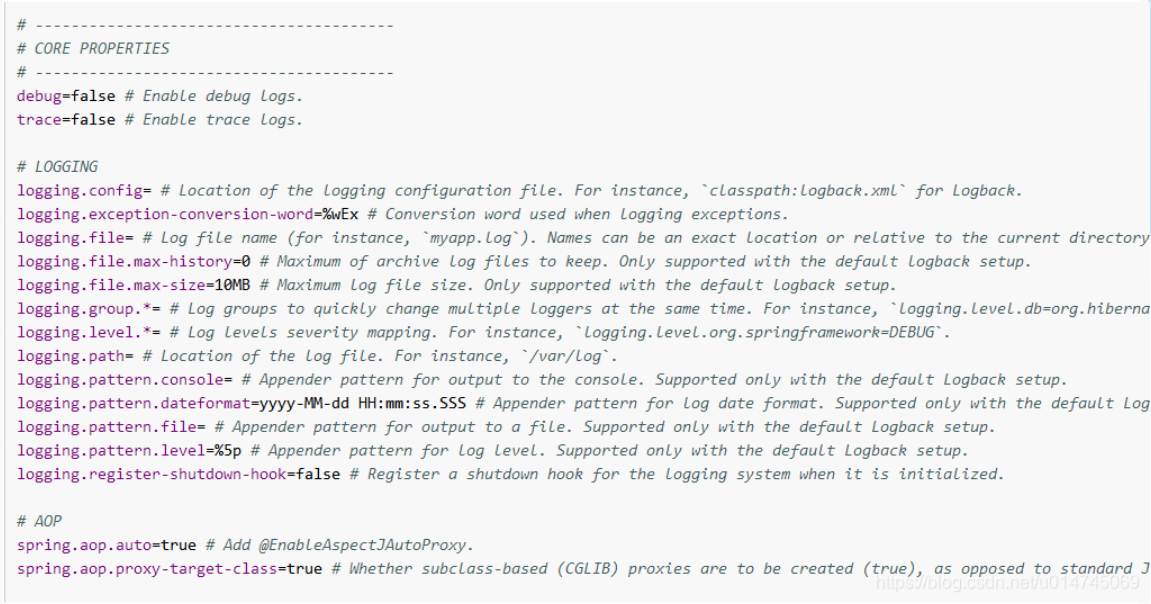 # ----------------------------------------
# CORE PROPERTIES
# ----------------------------------------
debug=false # Enable debug logs.
trace=false # Enable trace logs.
# LOGGING
logging.config= # Location of the logging configuration file. For instance, `classpath:logback.xml` for Logback.
logging.exception-conversion-word=%wEx # Conversion word used when logging exceptions.
logging.file= # Log file name (for instance, `myapp.log`). Names can be an exact location or relative to the current directory
logging.file.max-history=0 # Maximum of archive log files to keep. Only supported with the default logback setup.
logging.file.max-size=10MB # Maximum log file size. Only supported with the default logback setup.
logging.group.*= # Log groups to quickly change multiple loggers at the same time. For instance, `logging.level.db=org.hiberna
logging.level.*= # Log levels severity mapping. For instance, `logging.level.org.springframework=DEBUG`.
logging.path= # Location of the log file. For instance, `/var/log`.
logging.pattern.console= # Appender pattern for output to the console. Supported only with the default Logback setup.
logging.pattern.dateformat=yyyy-MM-dd HH:mm:ss.SSS # Appender pattern for log date format. Supported only with the default Log
logging.pattern.file= # Appender pattern for output to a file. Supported only with the default Logback setup.
logging.pattern.level=%5p # Appender pattern for log level. Supported only with the default Logback setup.
logging.register-shutdown-hook=false # Register a shutdown hook for the logging system when it is initialized.
# AOP
spring.aop.auto=true # Add @EnableAspectJAutoProxy.
spring.aop.proxy-target-class=true # Whether subclass-based (CGLIB) proxies are to be created (true), as opposed to standard J
https://blog.csdn.net/u014745069